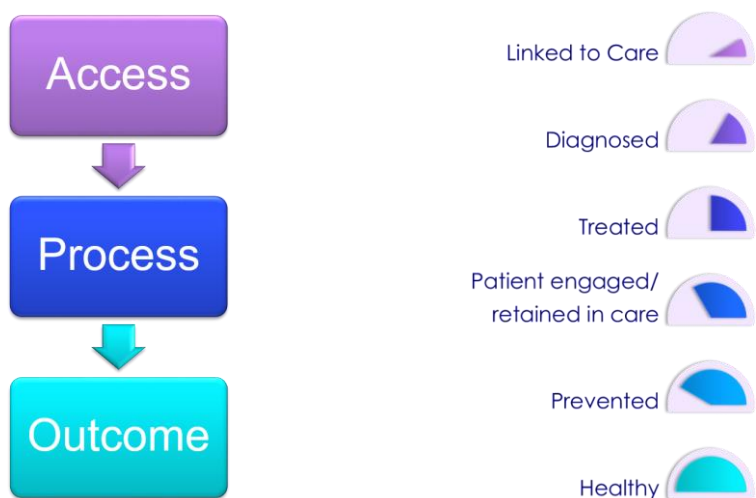 Access
Process
Outcome
Linked to Care
Diagnosed
Treated
Patient engaged/
retained in care
Prevented
Healthy